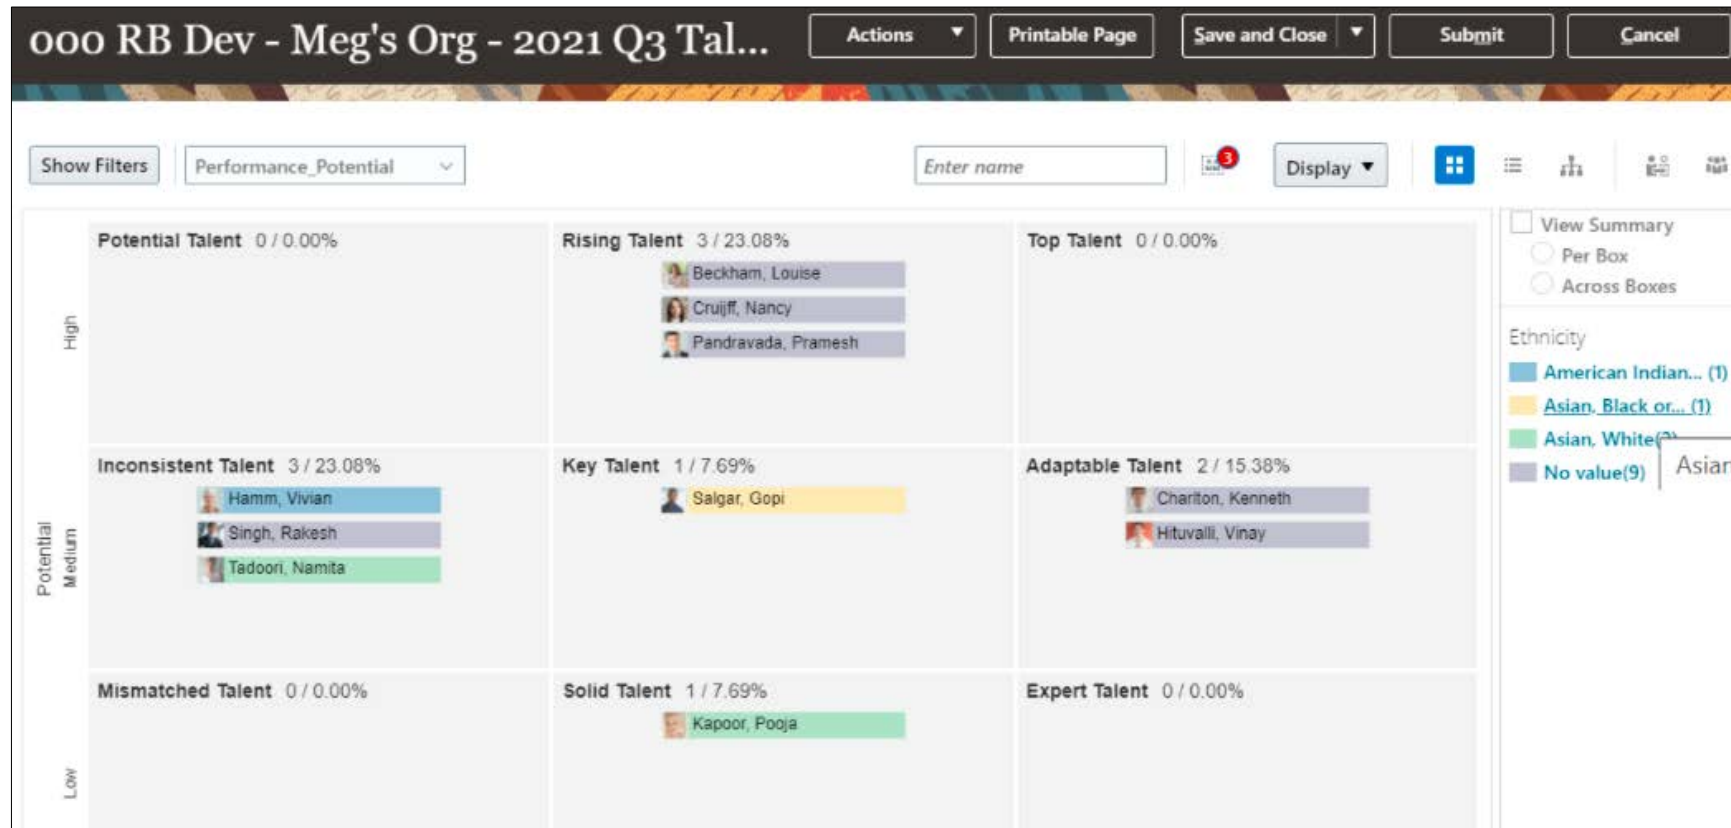 000 RB Dev - Meg's Org - 2021 Q3 Tal... Actions Printable Page Save and Close Submit Cancel
Show Filters Performance_Potential Enter name 3 Display
View Summary
Per Box
Across Boxes
Ethnicity
American Indian... (1)
Asian, Black or... (1)
Asian, White
No value(9) Asian
Potential
High
Potential Talent 0 / 0.00%
Rising Talent 3 / 23.08%
Beckham, Louise
Cruijff, Nancy
Pandravada, Pramesh
Top Talent 0 / 0.00%
Medium
Inconsistent Talent 3 / 23.08%
Hamm, Vivian
Singh, Rakesh
Tadoori, Namita
Key Talent 1 / 7.69%
Salgar, Gopi
Adaptable Talent 2 / 15.38%
Charlton, Kenneth
Hituvalli, Vinay
Low
Mismatched Talent 0 / 0.00%
Solid Talent 1 / 7.69%
Kapoor, Pooja
Expert Talent 0 / 0.00%